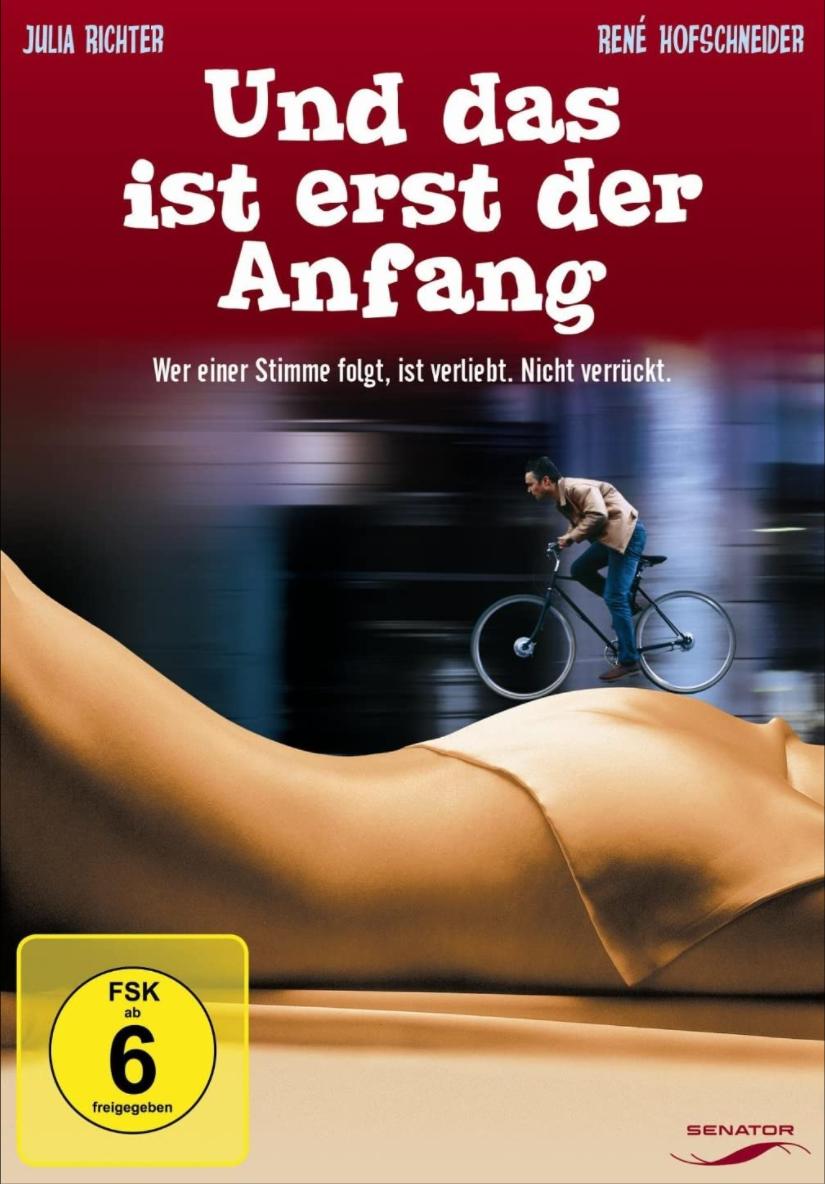 JULIA RICHTER
RENÉ HOFSCHNEIDER
Und das
ist erst der
Anfang
Wer einer Stimme folgt, ist verliebt. Nicht verrückt.
FSK
ab
6
freigegeben
SENATOR